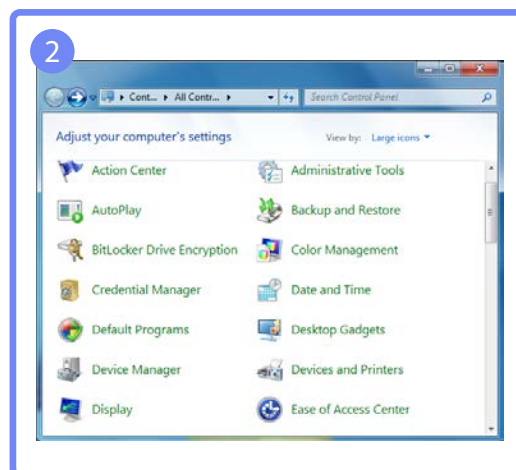 2
Cont... All Contr... Search Control Panel
Adjust your computer's settings View by: Large icons
Action Center Administrative Tools
AutoPlay Backup and Restore
BitLocker Drive Encryption Color Management
Credential Manager Date and Time
Default Programs Desktop Gadgets
Device Manager Devices and Printers
Display Ease of Access Center